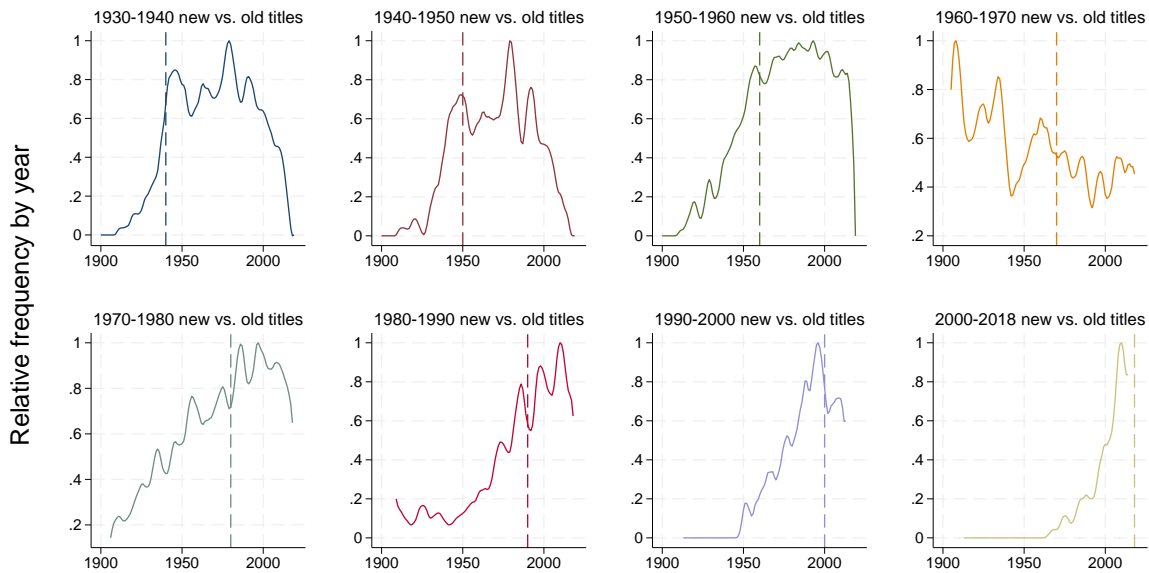 Relative frequency by year
1930-1940 new vs. old titles
1
.8
.6
.4
.2
0
1900 1950 2000
1940-1950 new vs. old titles
1
.8
.6
.4
.2
0
1900 1950 2000
1950-1960 new vs. old titles
1
.8
.6
.4
.2
0
1900 1950 2000
1960-1970 new vs. old titles
1
.8
.6
.4
.2
1900 1950 2000
1970-1980 new vs. old titles
1
.8
.6
.4
.2
1900 1950 2000
1980-1990 new vs. old titles
1
.8
.6
.4
.2
0
1900 1950 2000
1990-2000 new vs. old titles
1
.8
.6
.4
.2
0
1900 1950 2000
2000-2018 new vs. old titles
1
.8
.6
.4
.2
0
1900 1950 2000